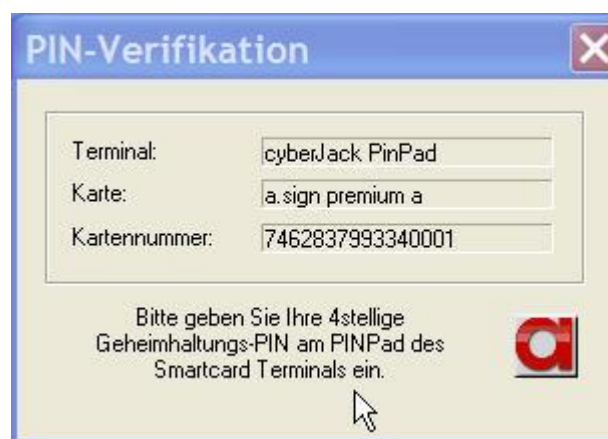 PIN-Verifikation
Terminal: cyberJack PinPad
Karte: a.sign premium a
Kartennummer: 7462837993340001
Bitte geben Sie Ihre 4stellige
Geheimhaltungs-PIN am PINPad des
Smartcard Terminals ein.
a